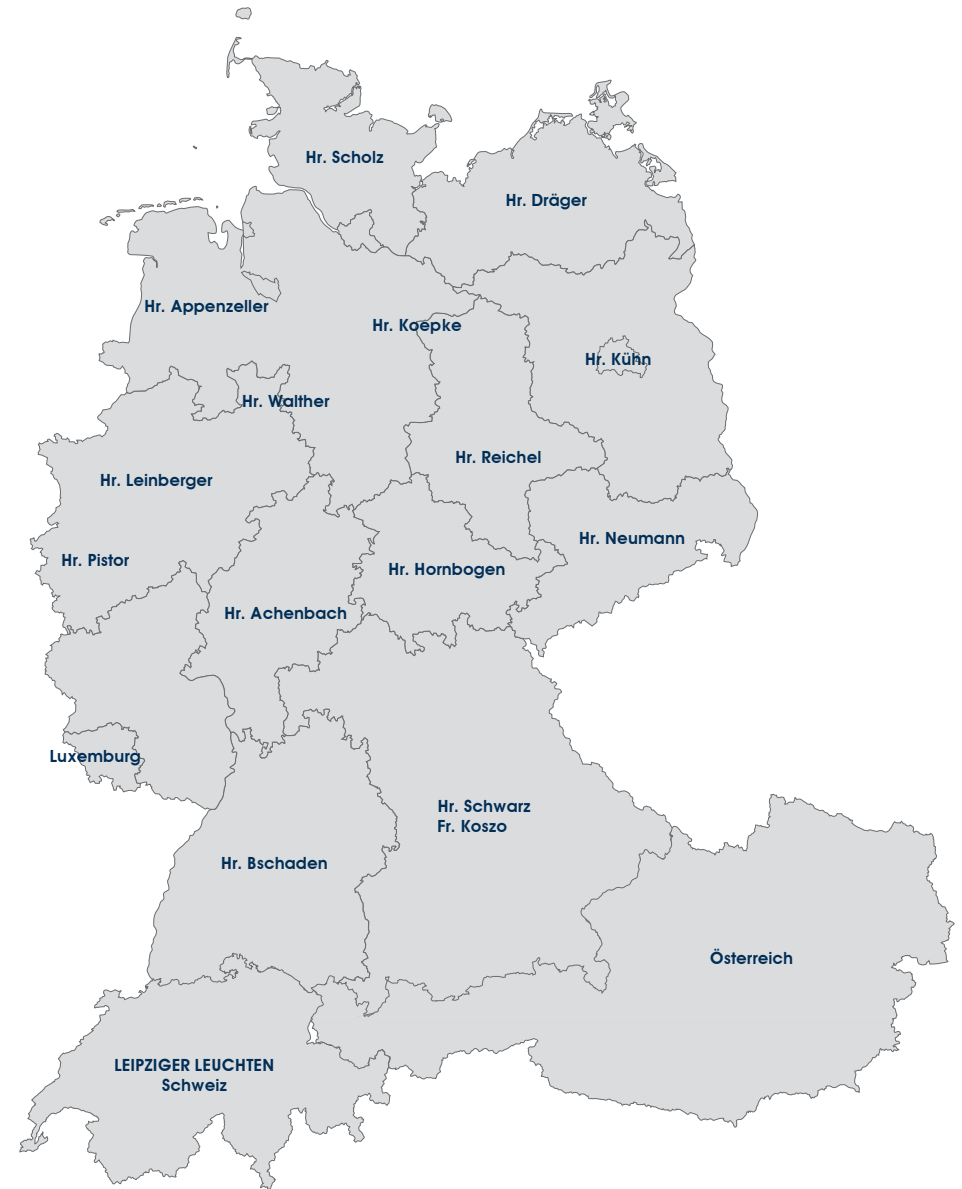 Hr. Scholz
Hr. Dräger
Hr. Appenzeller
Hr. Koepke
Hr. Kühn
Hr. Walther
Hr. Reichel
Hr. Leinberger
Hr. Neumann
Hr. Pistor
Hr. Hornbogen
Hr. Achenbach
Luxemburg
Hr. Schwarz
Fr. Koszo
Hr. Bschaden
Österreich
LEIPZIGER LEUCHTEN
Schweiz